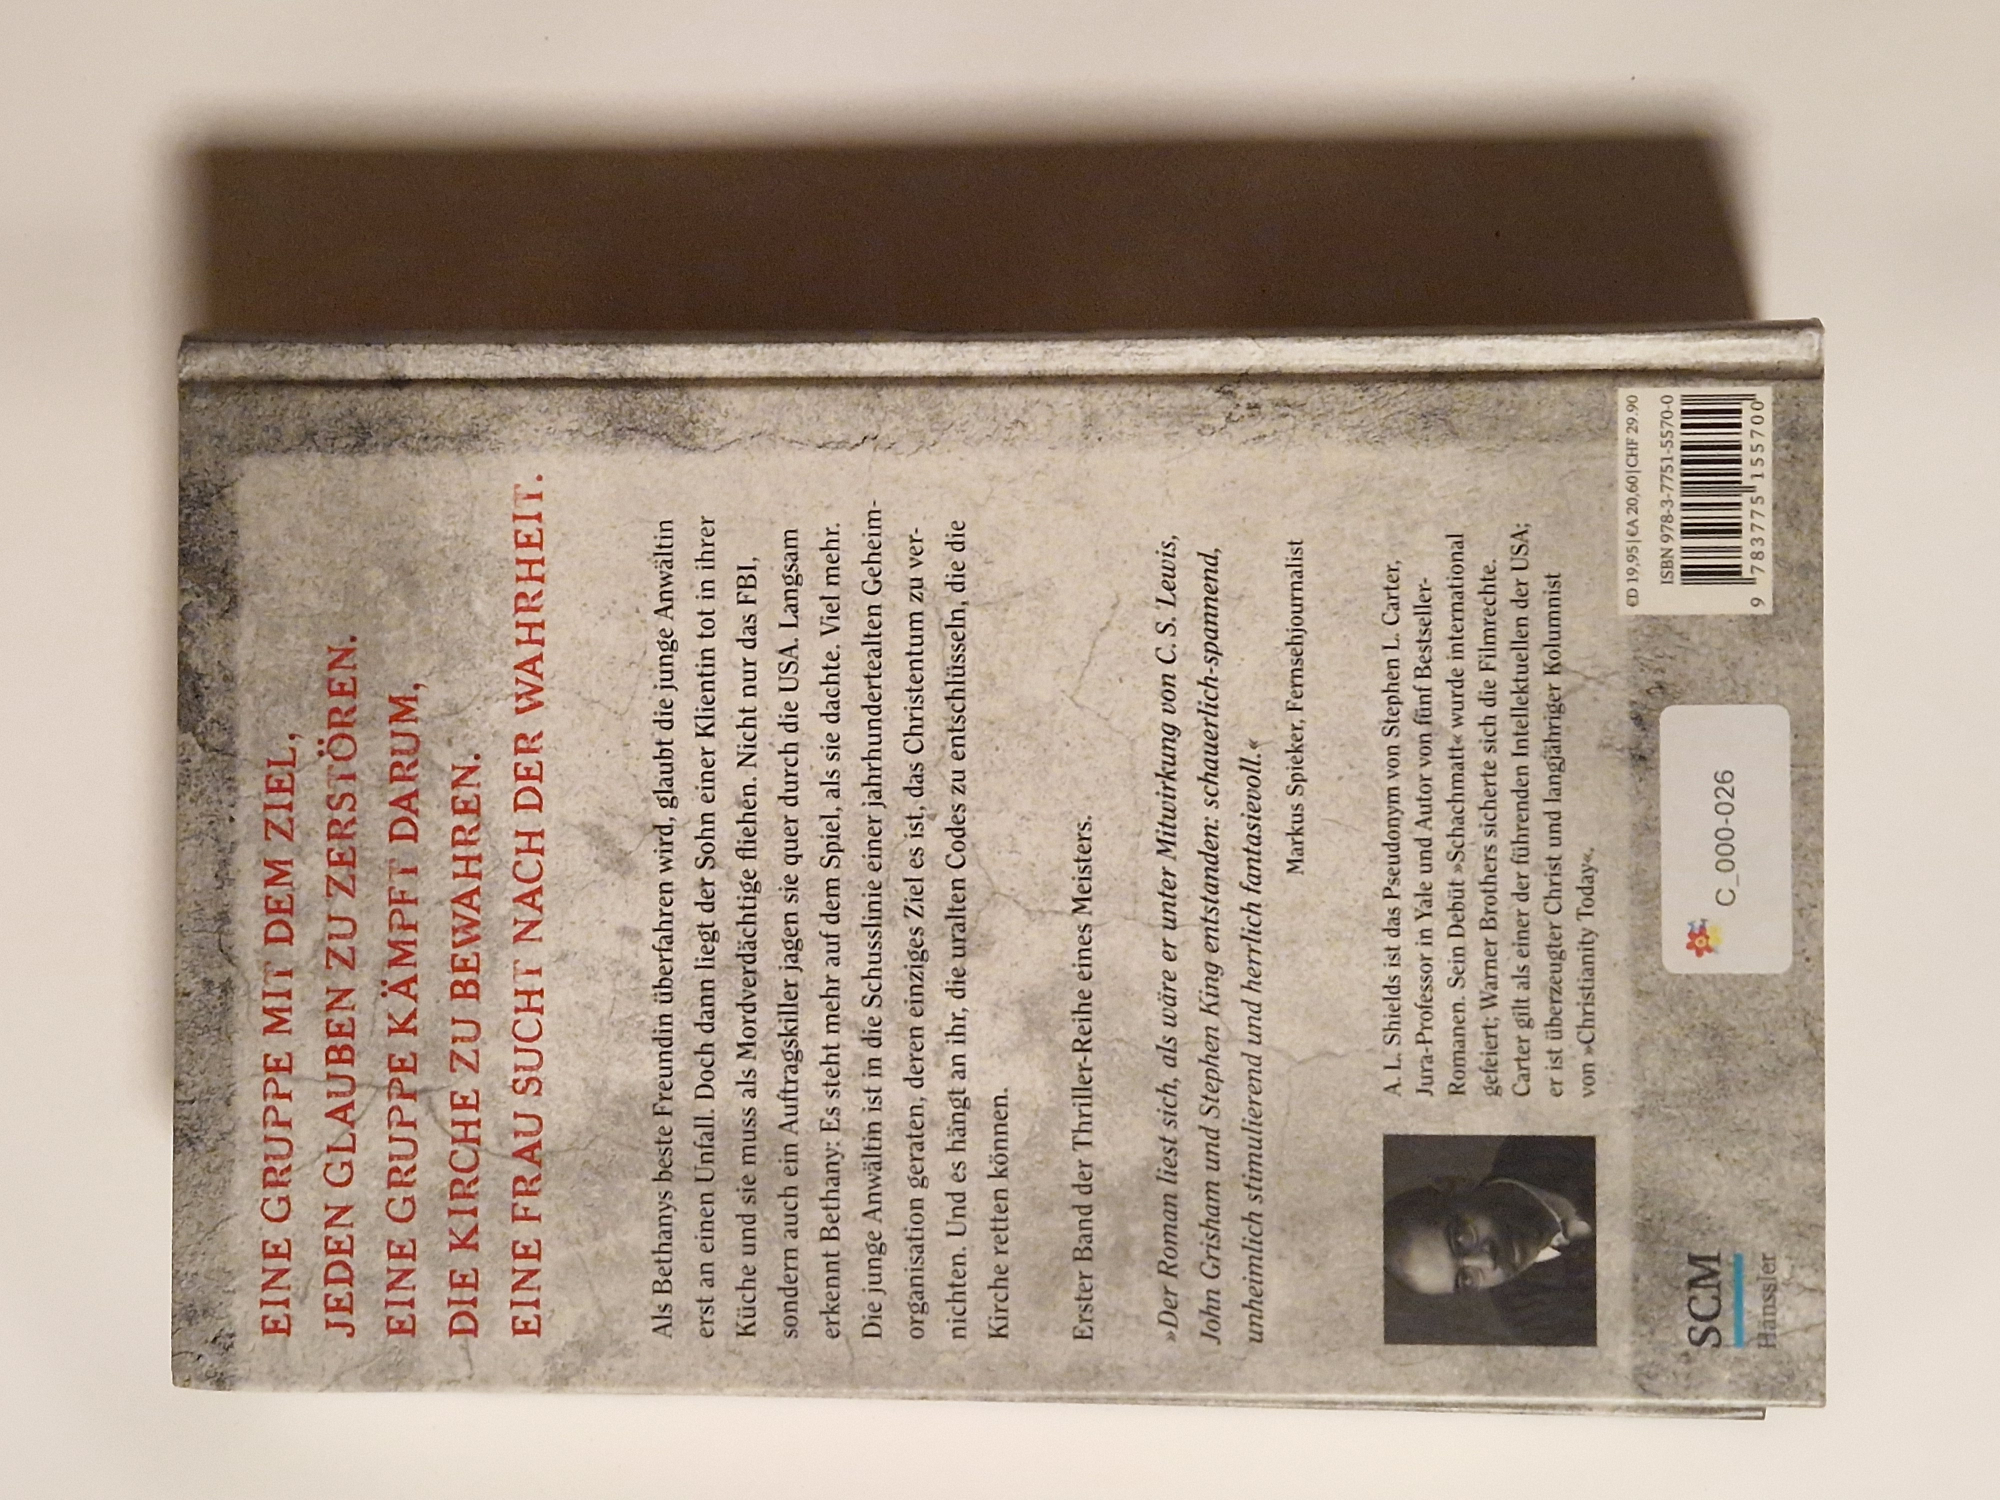 EINE GRUPPE MIT DEM ZIEL,
JEDEN GLAUBEN ZU ZERSTÖREN.
EINE GRUPPE KÄMPFT DARUM,
DIE KIRCHE ZU BEWAHREN.
EINE FRAU SUCHT NACH DER WAHRHEIT.
Als Bethanys beste Freundin überfahren wird, glaubt die junge Anwältin
erst an einen Unfall. Doch dann liegt der Sohn einer Klientin tot in ihrer
Küche und sie muss als Mordverdächtige fliehen. Nicht nur das FBI,
sondern auch ein Auftragskiller jagen sie quer durch die USA. Langsam
erkennt Bethany: Es steht mehr auf dem Spiel, als sie dachte. Viel mehr.
Die junge Anwältin ist in die Schusslinie einer jahrhundertealten Geheim-
organisation geraten, deren einziges Ziel es ist, das Christentum zu ver-
nichten. Und es hängt an ihr, die uralten Codes zu entschlüsseln, die die
Kirche retten können.
Erster Band der Thriller-Reihe eines Meisters.
»Der Roman liest sich, als wäre er unter Mitwirkung von C. S. Lewis,
John Grisham und Stephen King entstanden: schauerlich-spannend,
unheimlich stimulierend und herrlich fantasievoll.«
Markus Spieker, Fernsehjournalist
A. L. Shields ist das Pseudonym von Stephen L. Carter,
Jura-Professor in Yale und Autor von fünf Bestseller-
Romanen. Sein Debüt »Schachmatt« wurde international
gefeiert; Warner Brothers sicherte sich die Filmrechte.
Carter gilt als einer der führenden Intellektuellen der USA;
er ist überzeugter Christ und langjähriger Kolumnist
von »Christianity Today«.
SCM
Hänssler
C_000-026
€D 19,95|€A 20,60|CHF 29.90
ISBN 978-3-7751-5570-0
9 783775 155700